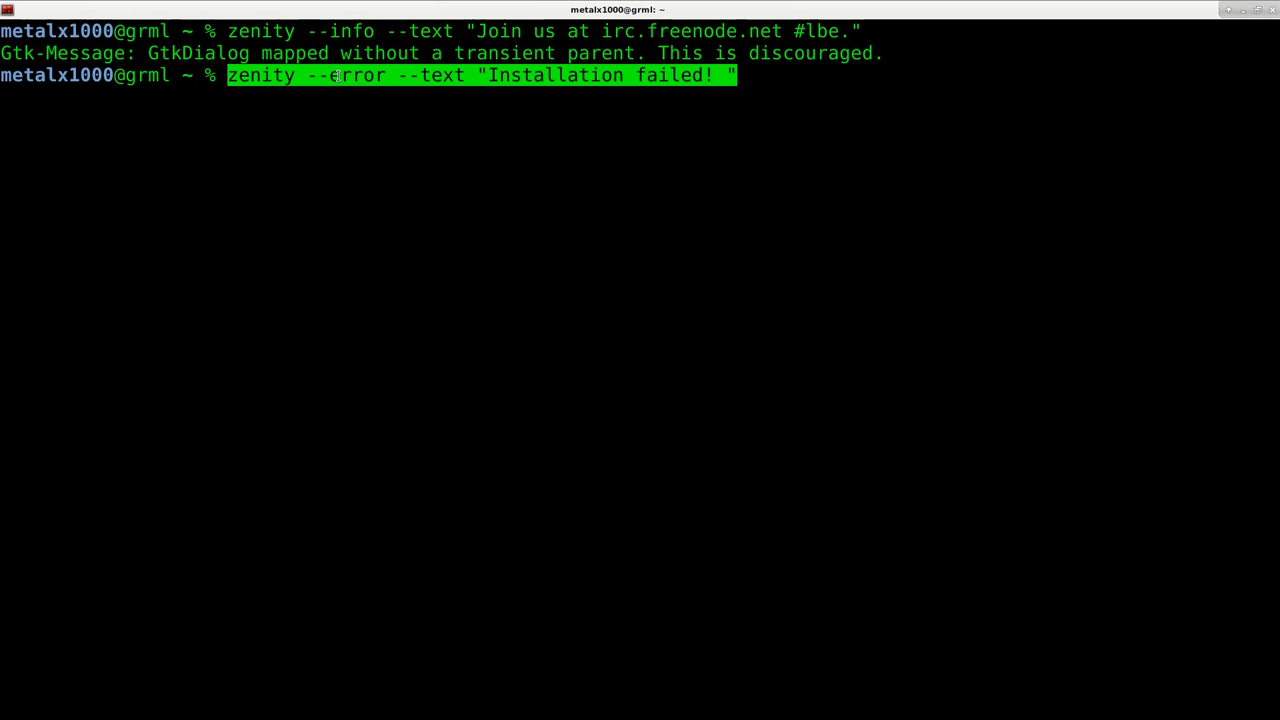 metalx1000@grml: ~
metalx1000@grml ~ % zenity --info --text "Join us at irc.freenode.net #lbe."
Gtk-Message: GtkDialog mapped without a transient parent. This is discouraged.
metalx1000@grml ~ % zenity --error --text "Installation failed! "